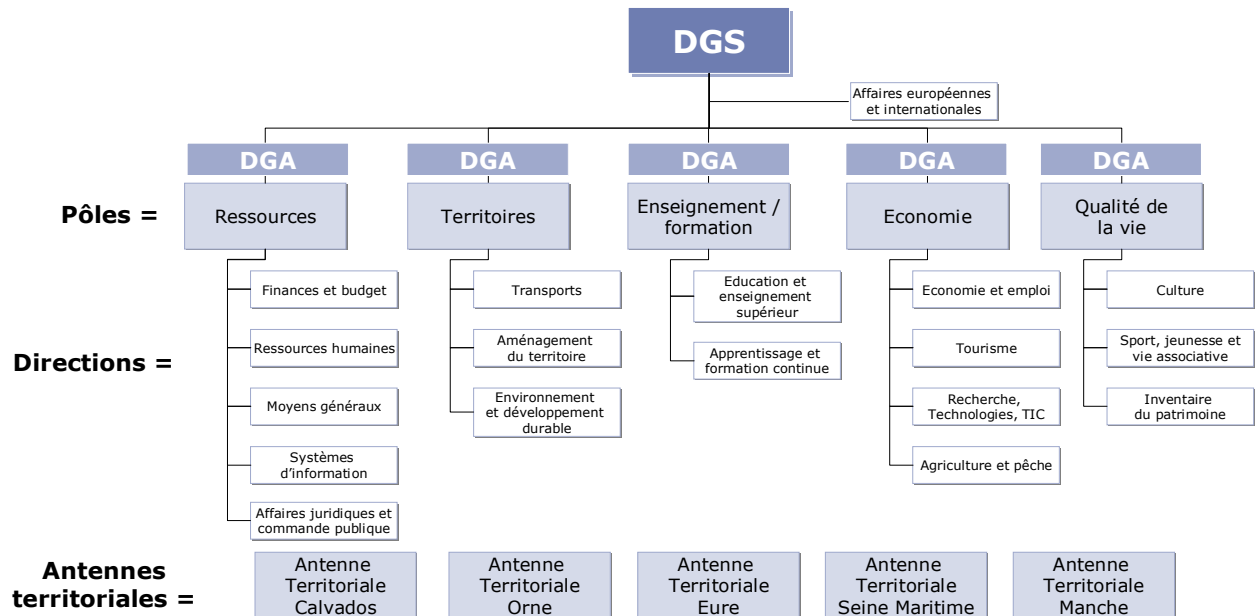 DGS
Affaires européennes
et internationales
DGA
DGA
DGA
DGA
DGA
Pôles =
Ressources
Territoires
Enseignement /
formation
Economie
Qualité de
la vie
Directions =
Finances et budget
Ressources humaines
Moyens généraux
Systèmes
d'information
Affaires juridiques et
commande publique
Transports
Aménagement
du territoire
Environnement
et développement
durable
Education et
enseignement
supérieur
Apprentissage et
formation continue
Economie et emploi
Tourisme
Recherche,
Technologies, TIC
Agriculture et pêche
Culture
Sport, jeunesse et
vie associative
Inventaire
du patrimoine
Antennes
territoriales =
Antenne
Territoriale
Calvados
Antenne
Territoriale
Orne
Antenne
Territoriale
Eure
Antenne
Territoriale
Seine Maritime
Antenne
Territoriale
Manche